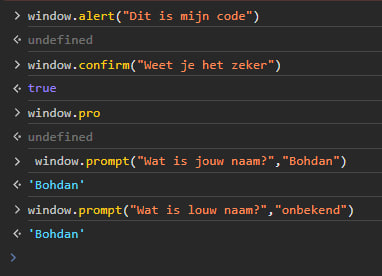 > window.alert("Dit is mijn code")
<· undefined
> window.confirm("Weet je het zeker")
<· true
> window.pro
<· undefined
> window.prompt("Wat is jouw naam?","Bohdan")
<· 'Bohdan'
> window.prompt("Wat is louw naam?","onbekend")
<· 'Bohdan'
>